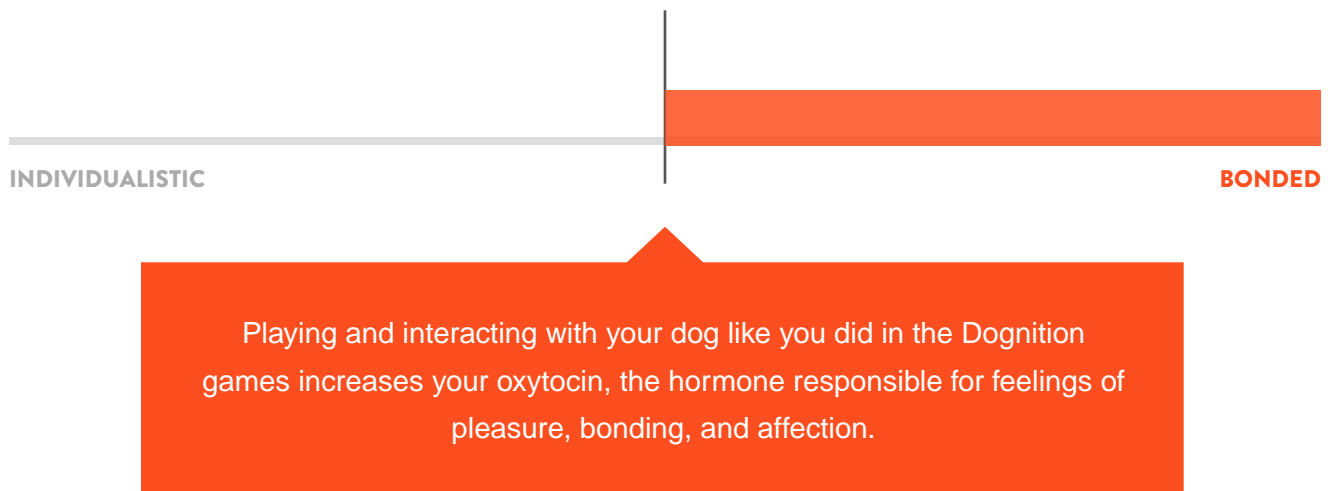 INDIVIDUALISTIC
BONDED
Playing and interacting with your dog like you did in the Dognition
games increases your oxytocin, the hormone responsible for feelings of
pleasure, bonding, and affection.